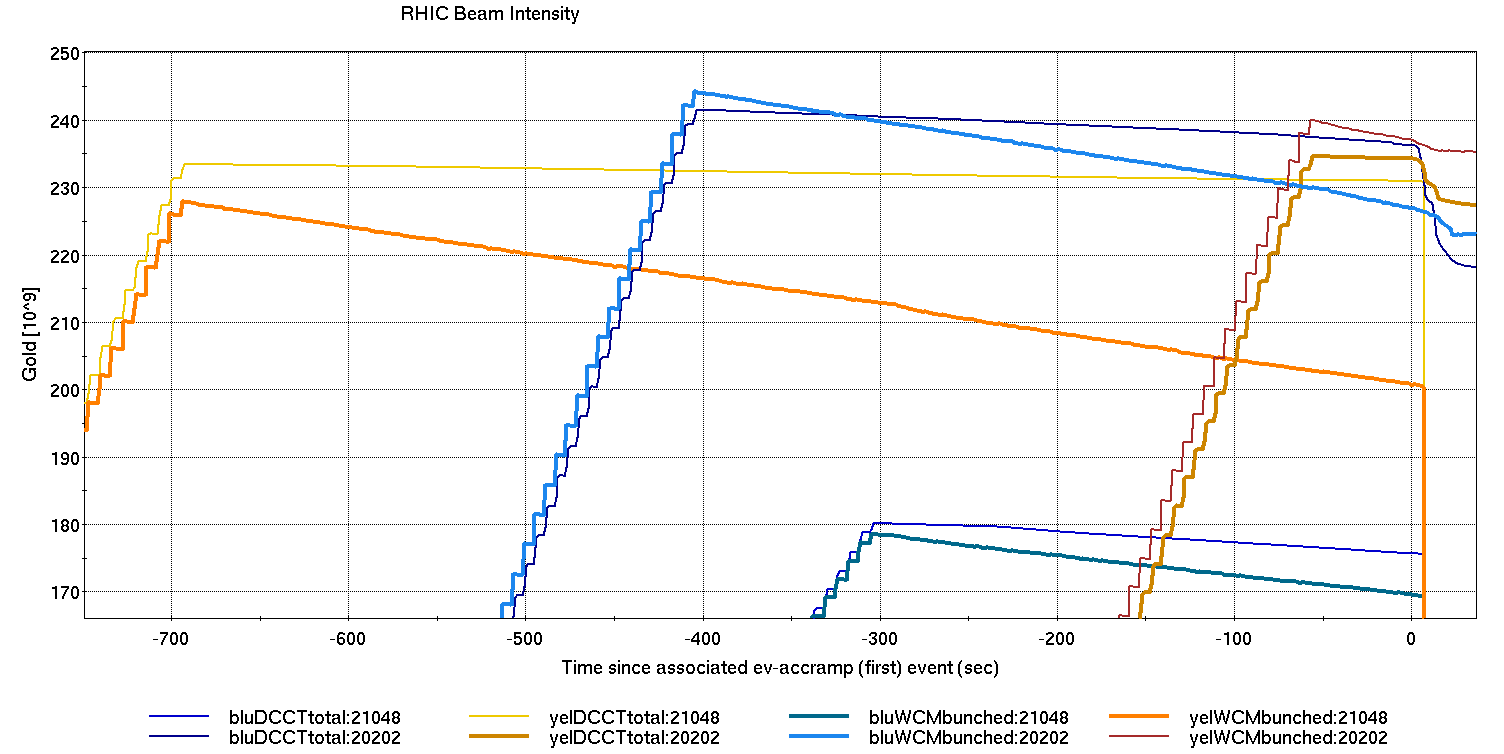 RHIC Beam Intensity
250
240
230
220
210
200
190
180
170
Gold [10^9]
-700 -600 -500 -400 -300 -200 -100 0
Time since associated ev-accramp (first) event (sec)
bluDCCTtotal:21048 yelDCCTtotal:21048 bluWCMbunched:21048 yelWCMbunched:21048
bluDCCTtotal:20202 yelDCCTtotal:20202 bluWCMbunched:20202 yelWCMbunched:20202